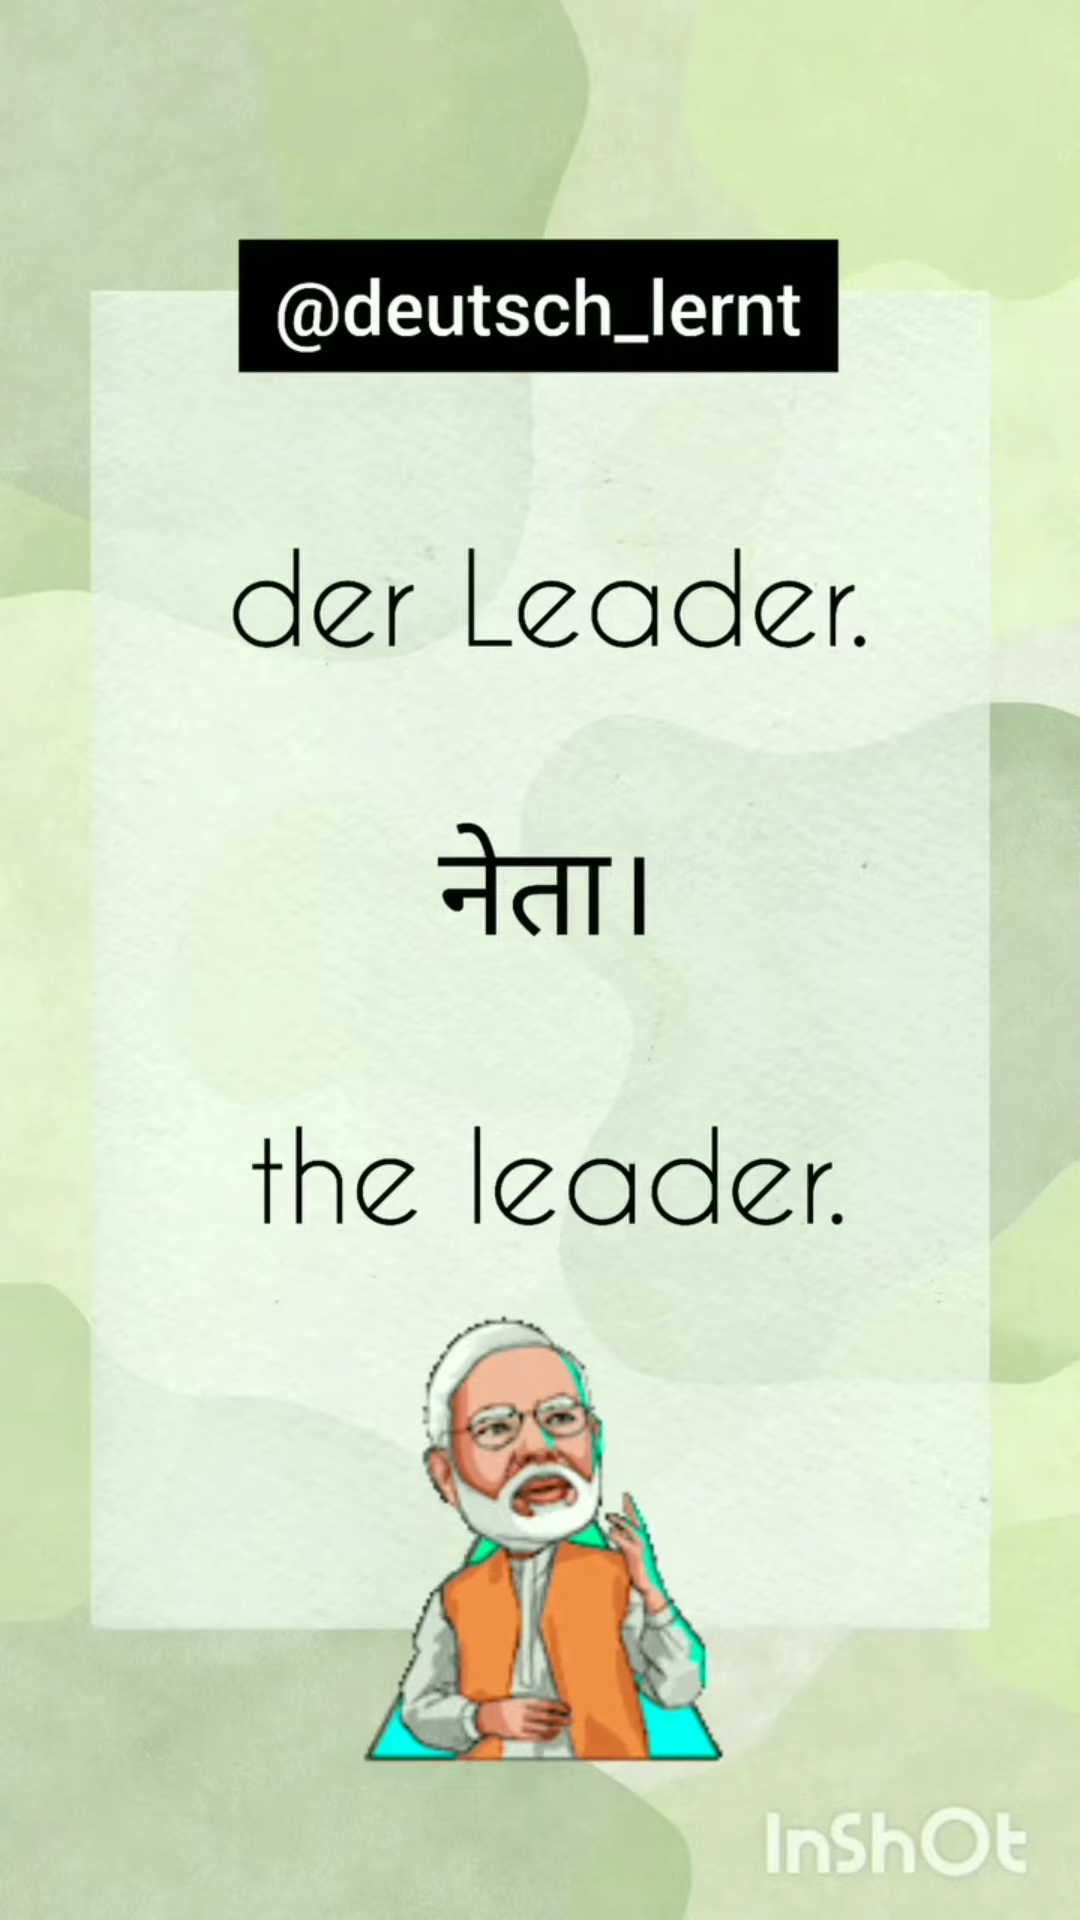 @deutsch_lernt
der Leader.
नेता।
the leader.
InShOt